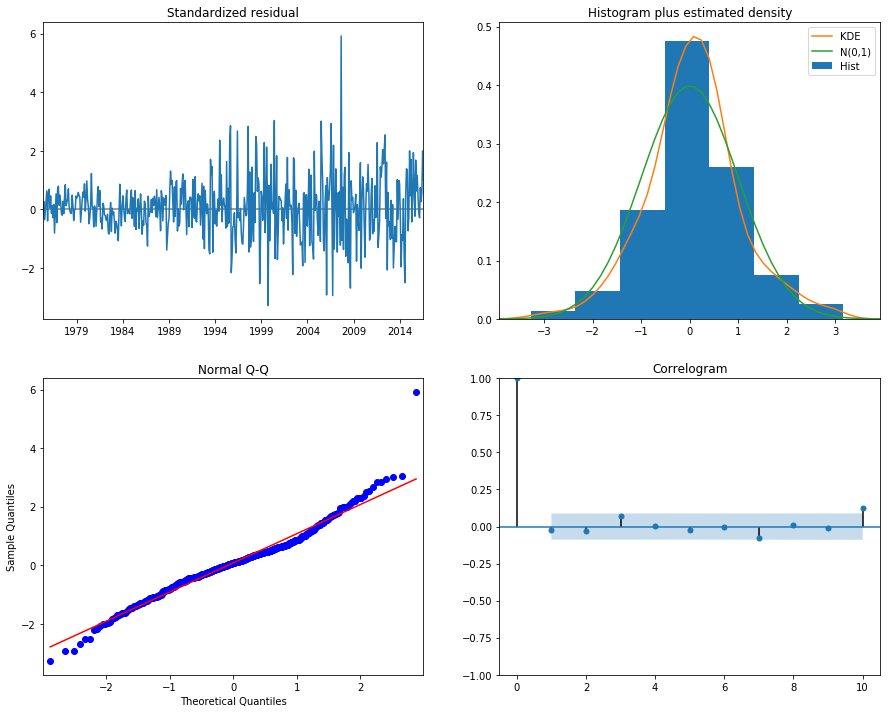 Standardized residual
6
4
2
0
−2
1979 1984 1989 1994 1999 2004 2009 2014
Histogram plus estimated density
0.5
0.4
0.3
0.2
0.1
0.0
−3 −2 −1 0 1 2 3
KDE
N(0,1)
Hist
Normal Q-Q
Sample Quantiles
6
4
2
0
−2
−2 −1 0 1 2
Theoretical Quantiles
Correlogram
1.00
0.75
0.50
0.25
0.00
−0.25
−0.50
−0.75
−1.00
0 2 4 6 8 10